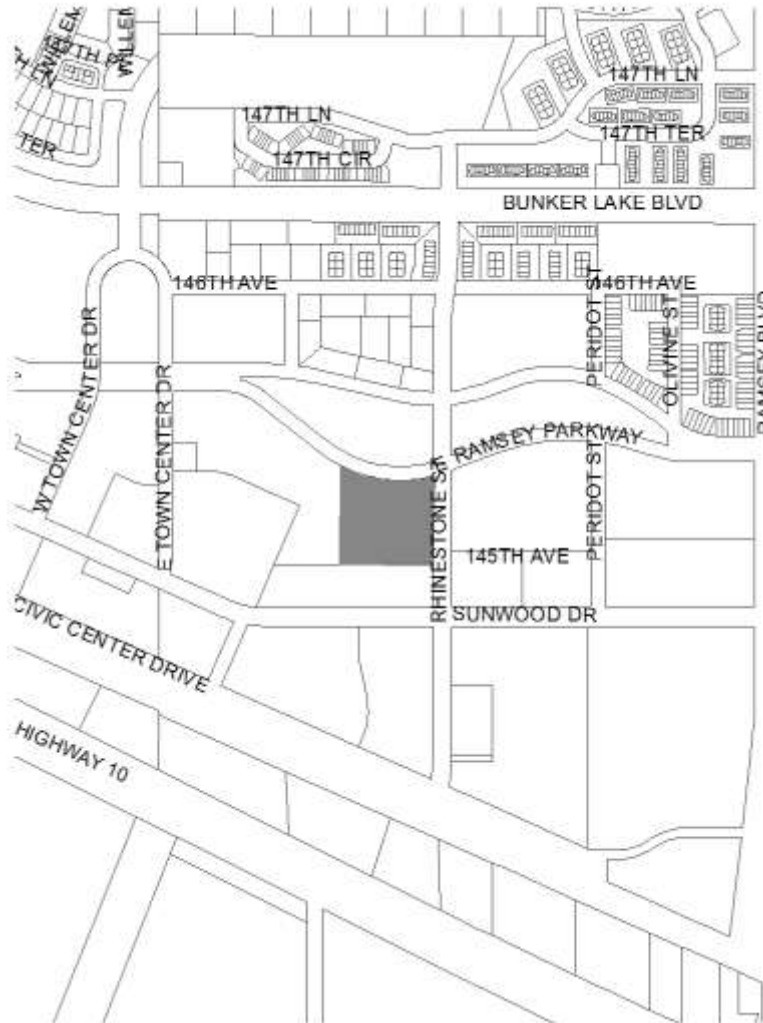 147TH LN
147TH LN
147TH TER
147TH CIR
TER
BUNKER LAKE BLVD
146TH AVE
146TH AVE
W TOWN CENTER DR
E TOWN CENTER DR
PERIDOT ST
OLIVINE ST
RAMSEY BLVD
RAMSEY PARKWAY
RHINESTONE ST
PERIDOT ST
145TH AVE
SUNWOOD DR
CIVIC CENTER DRIVE
HIGHWAY 10